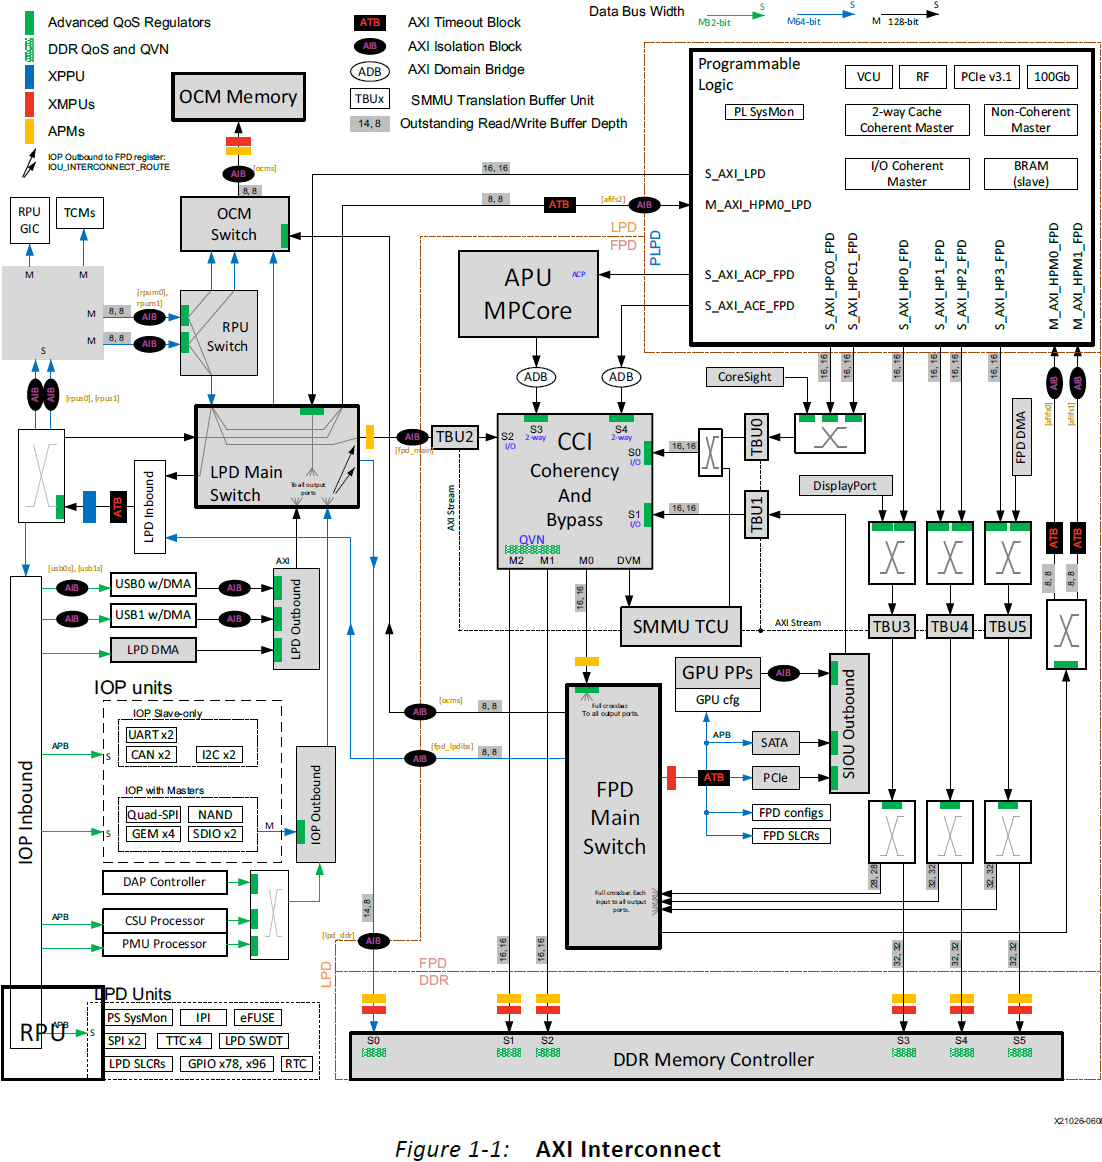 Advanced QoS Regulators
DDR QoS and QVN
XPPU
XMPUs
APMs
IOP Outbound to FPD register:
IOU_INTERCONNECT_ROUTE
ATB
AXI Timeout Block
AIB
AXI Isolation Block
ADB
AXI Domain Bridge
TBUx
SMMU Translation Buffer Unit
14, 8
Outstanding Read/Write Buffer Depth
Data Bus Width
M 32-bit
S
M 64-bit
S
M 128-bit
S
OCM Memory
AIB
[ocms]
8, 8
OCM
Switch
RPU
GIC
TCMs
M
M
M
M
S
8, 8
8, 8
[rpum0],
rpum1]
AIB
AIB
RPU
Switch
AIB
AIB
[rpus0], [rpus1]
16, 16
8, 8
ATB
[afifs2]
AIB
LPD
FPD
PLPD
Programmable
Logic
VCU
RF
PCIe v3.1
100Gb
PL SysMon
2-way Cache
Coherent Master
Non-Coherent
Master
I/O Coherent
Master
BRAM
(slave)
S_AXI_LPD
M_AXI_HPM0_LPD
S_AXI_ACP_FPD
S_AXI_ACE_FPD
S_AXI_HPC0_FPD
S_AXI_HPC1_FPD
S_AXI_HP0_FPD
S_AXI_HP1_FPD
S_AXI_HP2_FPD
S_AXI_HP3_FPD
M_AXI_HPM0_FPD
M_AXI_HPM1_FPD
APU
MPCore
ACP
ADB
ADB
16, 16
16, 16
16, 16
16, 16
16, 16
16, 16
AIB
AIB
[afifs0]
[afifs1]
CoreSight
FPD DMA
DisplayPort
LPD Main
Switch
To all output
ports
AIB
[fpd_main]
TBU2
S2
I/O
S3
2-way
S4
2-way
CCI
Coherency
And
Bypass
S0
I/O
S1
I/O
QVN
M2
M1
M0
DVM
16, 16
16, 16
TBU0
TBU1
AXI Stream
ATB
LPD Inbound
AXI
[usb0s], [usb1s]
AIB
USB0 w/DMA
AIB
AIB
USB1 w/DMA
AIB
LPD DMA
LPD Outbound
16, 16
SMMU TCU
AXI Stream
TBU3
TBU4
TBU5
ATB
ATB
8, 8
8, 8
IOP units
IOP Slave-only
UART x2
CAN x2
I2C x2
APB
S
IOP with Masters
Quad-SPI
NAND
GEM x4
SDIO x2
S
M
IOP Outbound
IOP Inbound
[ocms]
AIB
8, 8
[fpd_lpdibs]
AIB
8, 8
Full crossbar.
To all output ports.
FPD
Main
Switch
Full crossbar. Each
input to all output
ports.
GPU PPs
GPU cfg
AIB
APB
SATA
ATB
PCIe
FPD configs
FPD SLCRs
SIOU Outbound
28, 28
32, 32
32, 32
DAP Controller
APB
CSU Processor
PMU Processor
14, 8
[lpd_ddr]
AIB
16, 16
16, 16
32, 32
32, 32
32, 32
LPD
FPD
DDR
LPD Units
RPU
APB
S
PS SysMon
IPI
eFUSE
SPI x2
TTC x4
LPD SWDT
LPD SLCRs
GPIO x78, x96
RTC
S0
S1
S2
S3
S4
S5
DDR Memory Controller
X21026-0608
Figure 1-1: AXI Interconnect